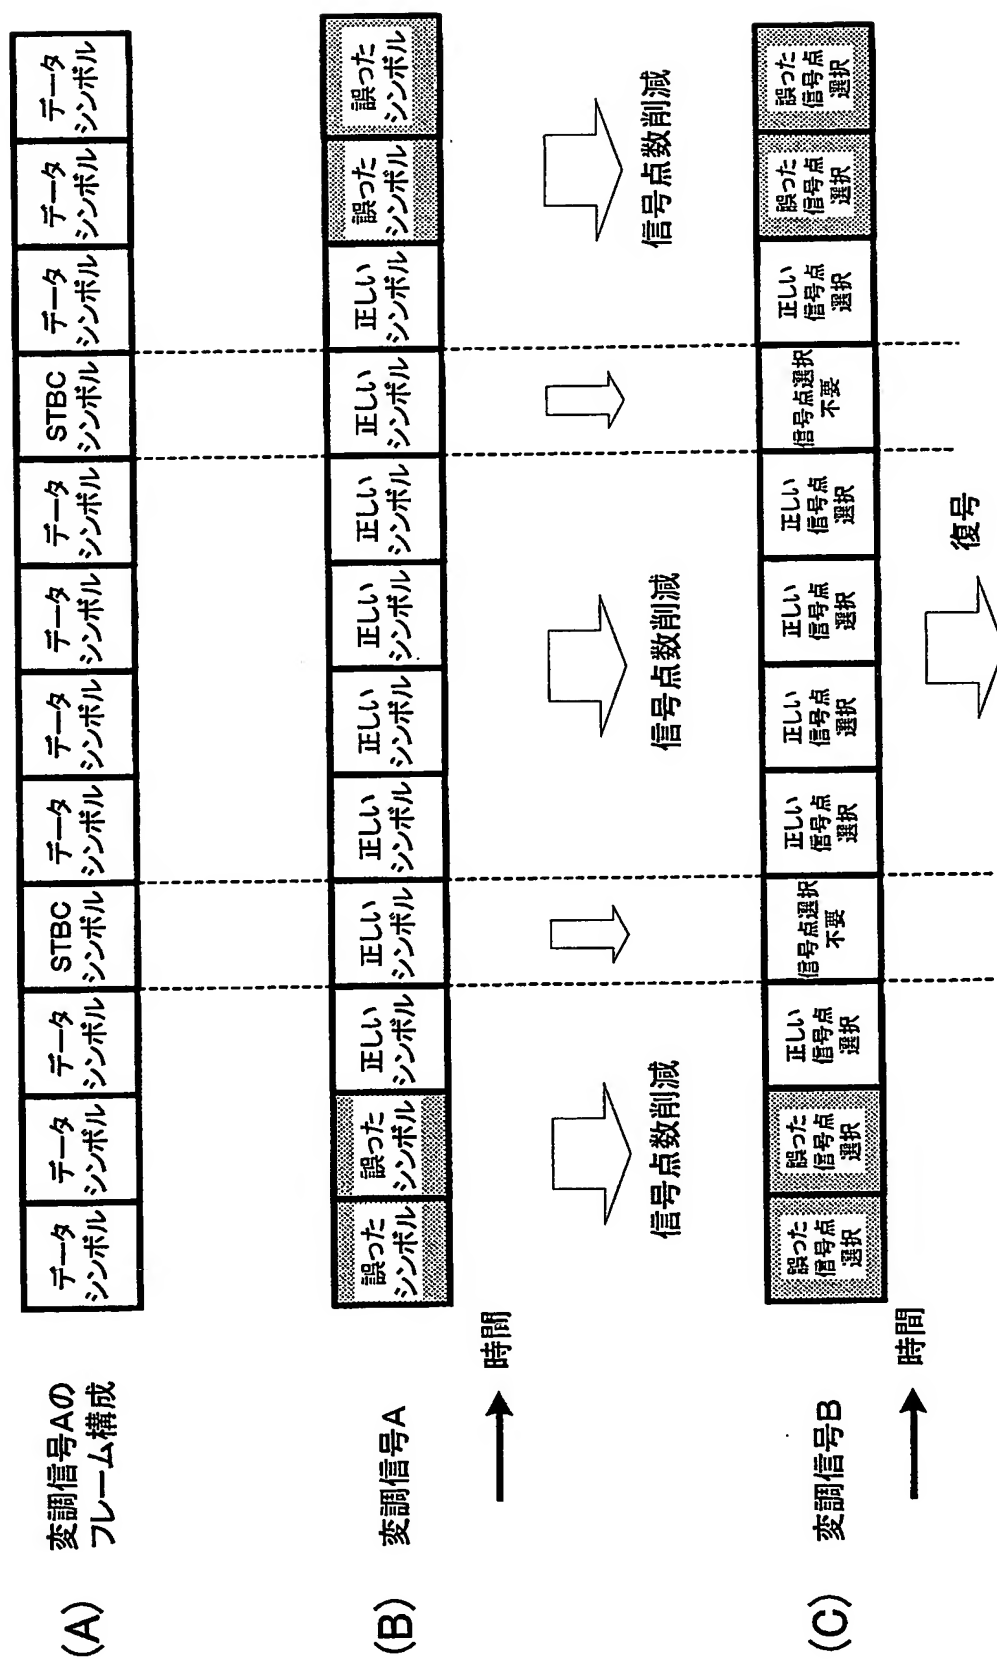 (A)
変調信号Aの
フレーム構成
データ
シンボル
データ
シンボル
データ
シンボル
STBC
シンボル
データ
シンボル
データ
シンボル
データ
シンボル
データ
シンボル
STBC
シンボル
データ
シンボル
データ
シンボル
データ
シンボル
(B)
変調信号A
誤った
シンボル
誤った
シンボル
正しい
シンボル
正しい
シンボル
正しい
シンボル
正しい
シンボル
正しい
シンボル
正しい
シンボル
正しい
シンボル
正しい
シンボル
誤った
シンボル
誤った
シンボル
時間
信号点数削減
信号点数削減
信号点数削減
(C)
変調信号B
誤った
信号点
選択
誤った
信号点
選択
正しい
信号点
選択
信号点選択
不要
正しい
信号点
選択
正しい
信号点
選択
正しい
信号点
選択
正しい
信号点
選択
信号点選択
不要
正しい
信号点
選択
誤った
信号点
選択
誤った
信号点
選択
時間
復号